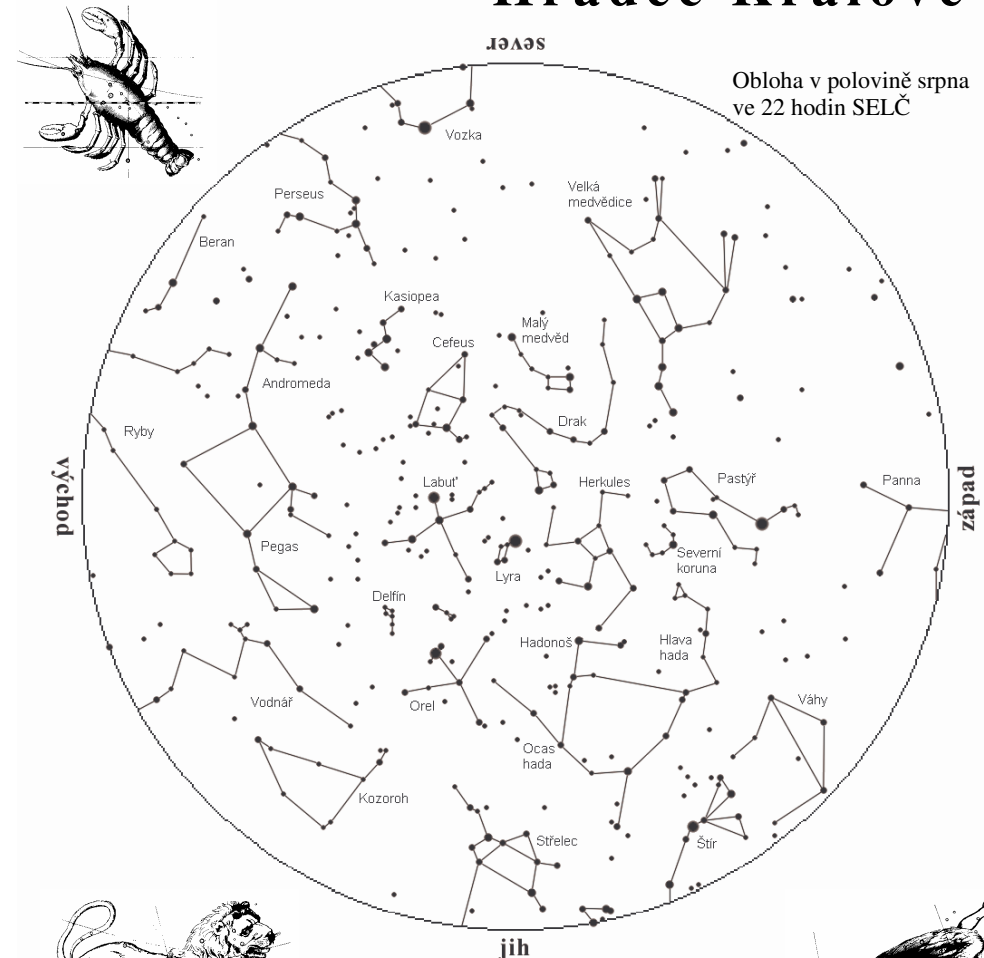 Hradec Králové
sever
Obloha v polovině srpna
ve 22 hodin SELČ
Vozka
Perseus
Velká
medvědice
Beran
Kasiopea
Malý
medvěd
Cefeus
Andromeda
Drak
Ryby
východ
Labuť
Herkules
Pastýř
Panna
západ
Pegas
Severní
koruna
Lyra
Delfín
Hadonoš
Hlava
hada
Vodnář
Orel
Váhy
Ocas
hada
Kozoroh
Střelec
Štír
jih